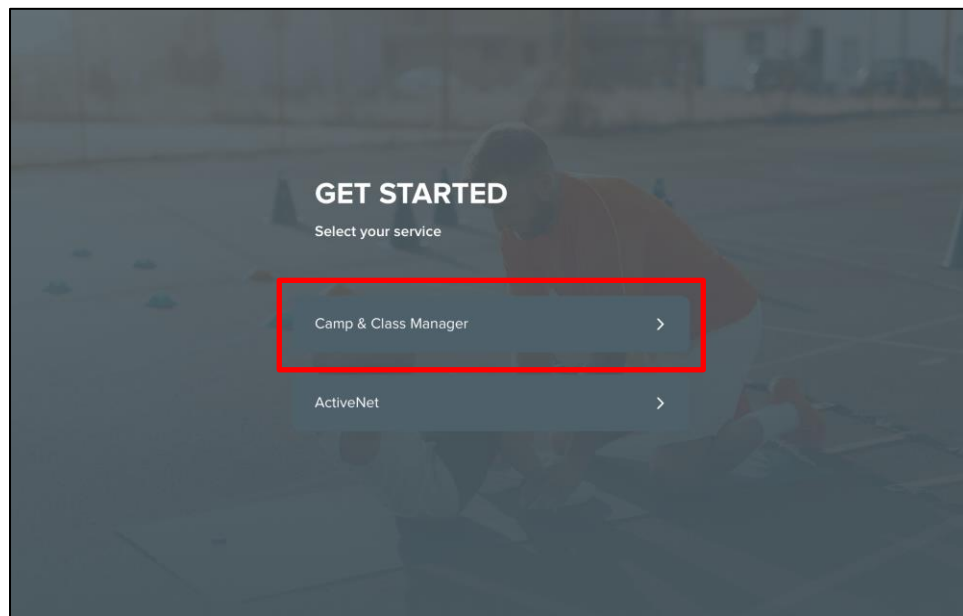 GET STARTED
Select your service
Camp & Class Manager
ActiveNet